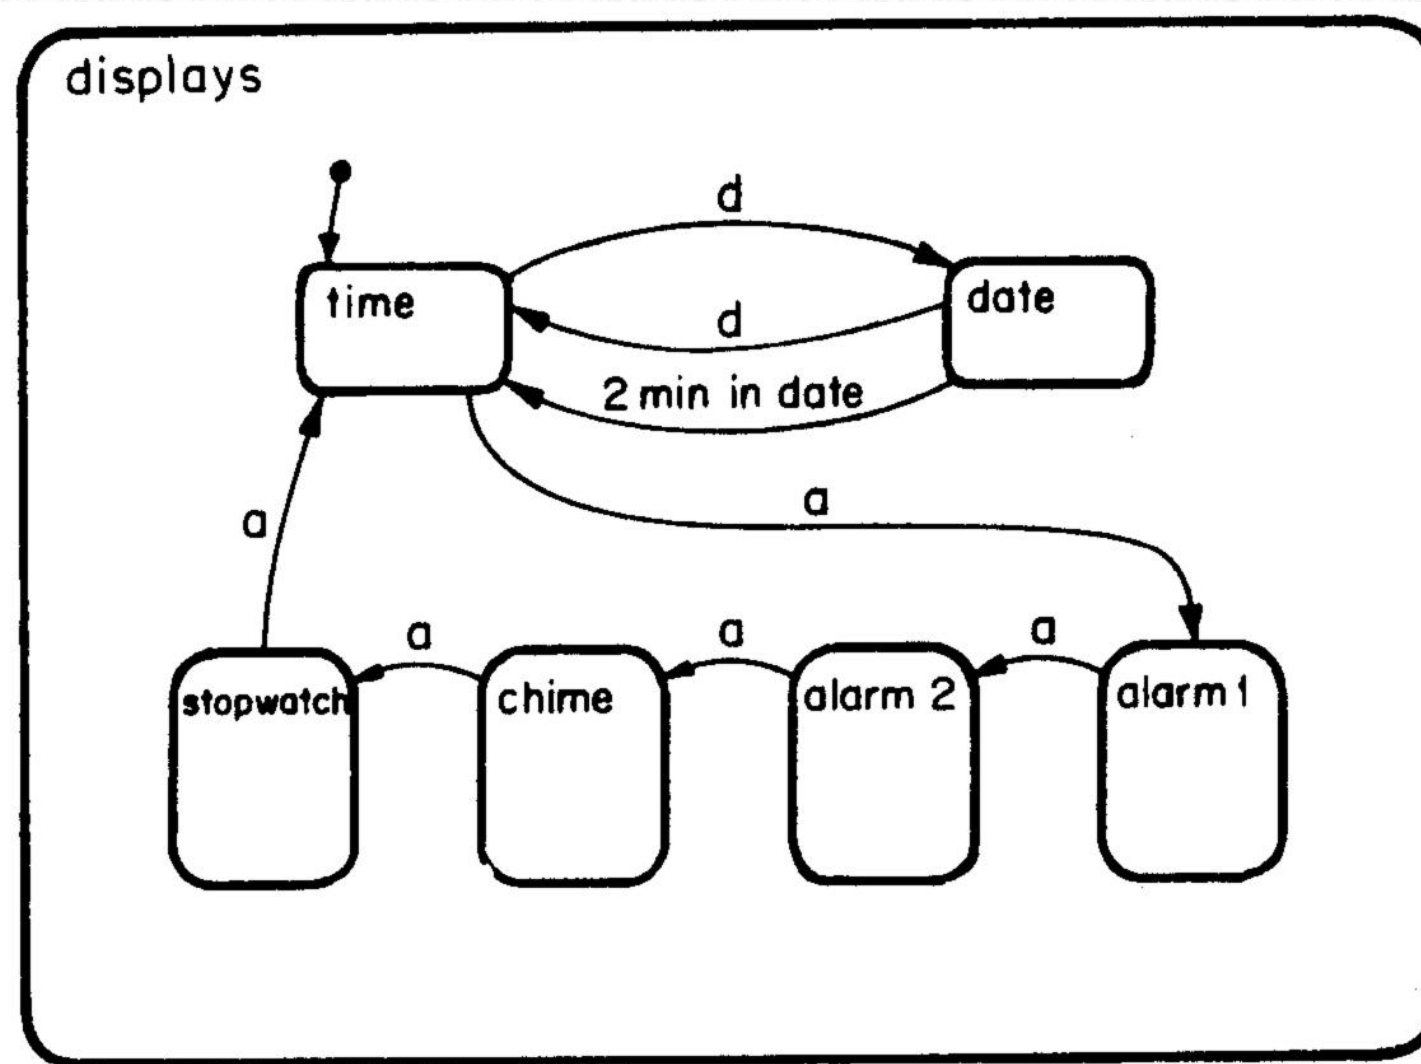 displays
d
time
date
d
2 min in date
a
a
a
a
a
stopwatch
chime
alarm 2
alarm 1